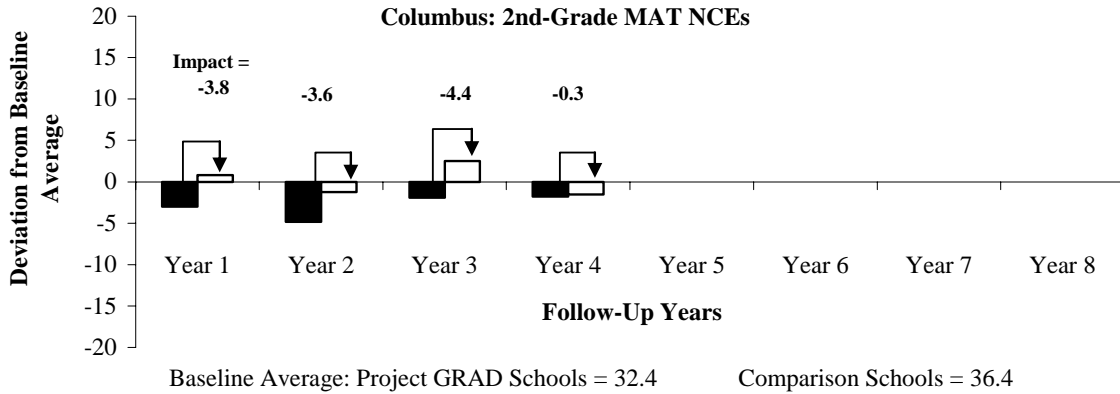 Columbus: 2nd-Grade MAT NCEs
Deviation from Baseline
Average
20
15
10
5
0
-5
-10
-15
-20
Impact =
-3.8
-3.6
-4.4
-0.3
Year 1
Year 2
Year 3
Year 4
Year 5
Year 6
Year 7
Year 8
Follow-Up Years
Baseline Average: Project GRAD Schools = 32.4
Comparison Schools = 36.4